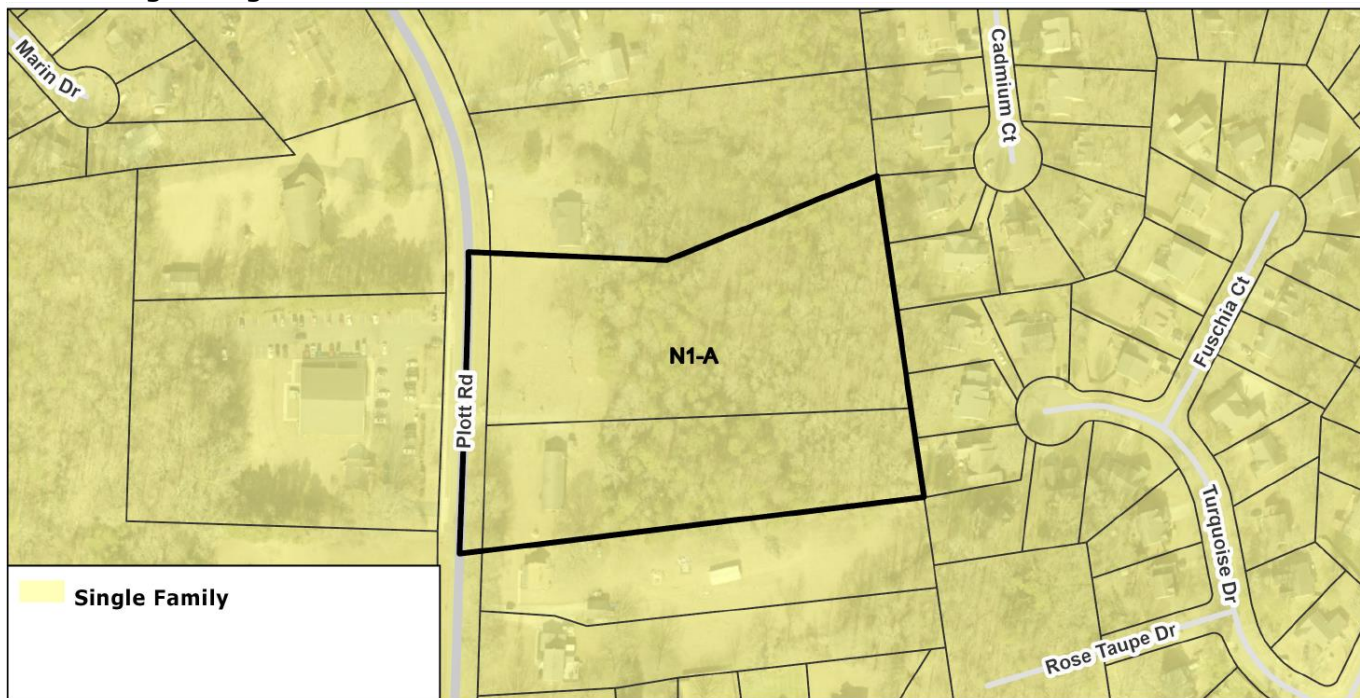 Marin Dr
Cadmium Ct
Fuschia Ct
N1-A
Plott Rd
Turquoise Dr
Rose Taupe Dr
Single Family